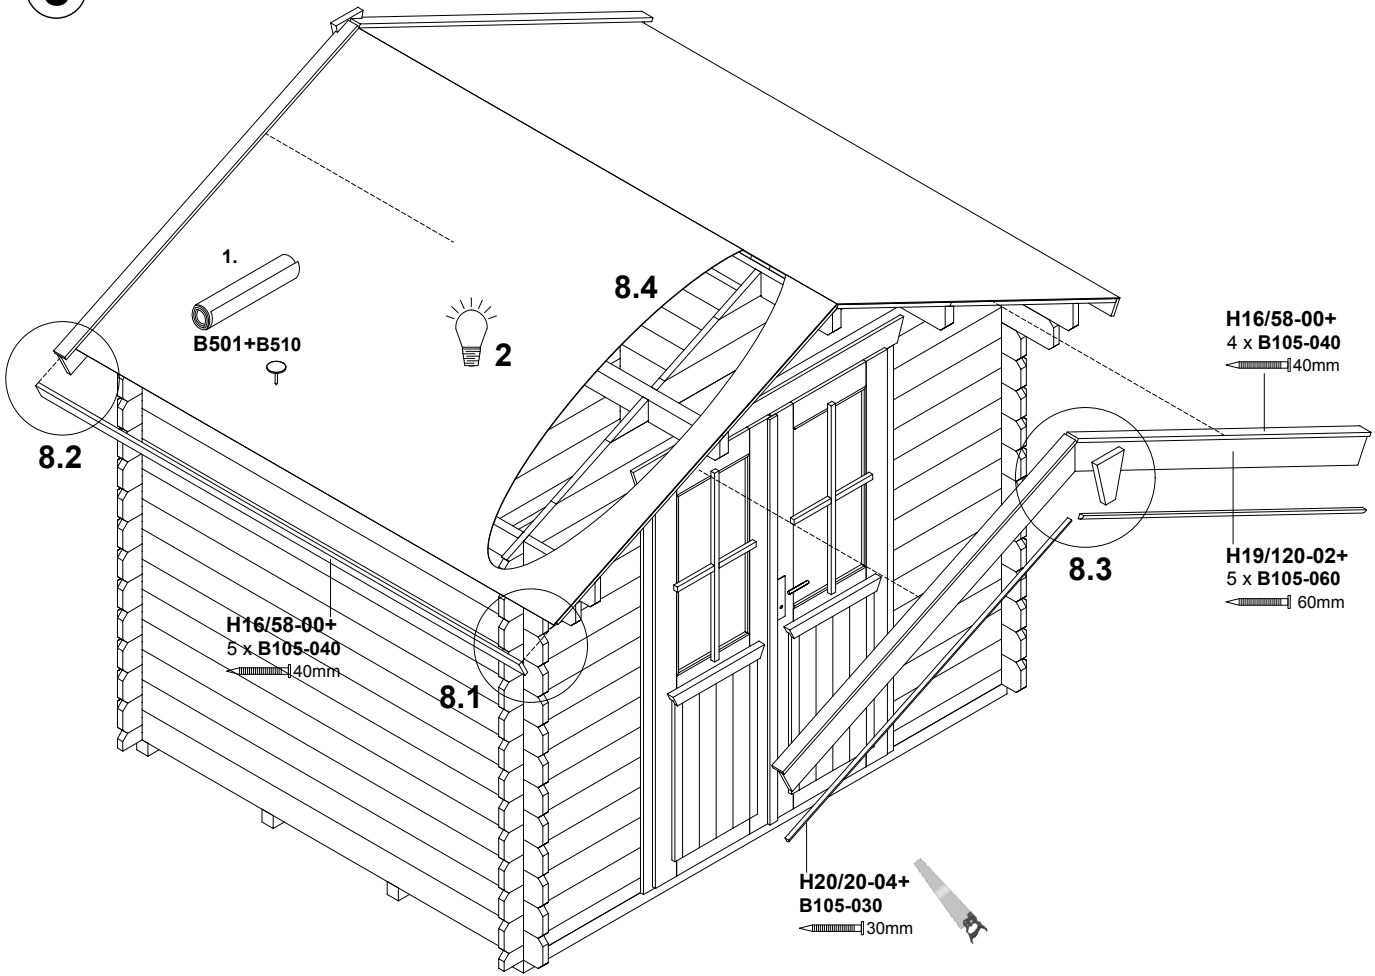 1.
B501+B510
2
8.4
8.2
H16/58-00+
4 x B105-040
40mm
8.3
H19/120-02+
5 x B105-060
60mm
H16/58-00+
5 x B105-040
40mm
8.1
H20/20-04+
B105-030
30mm